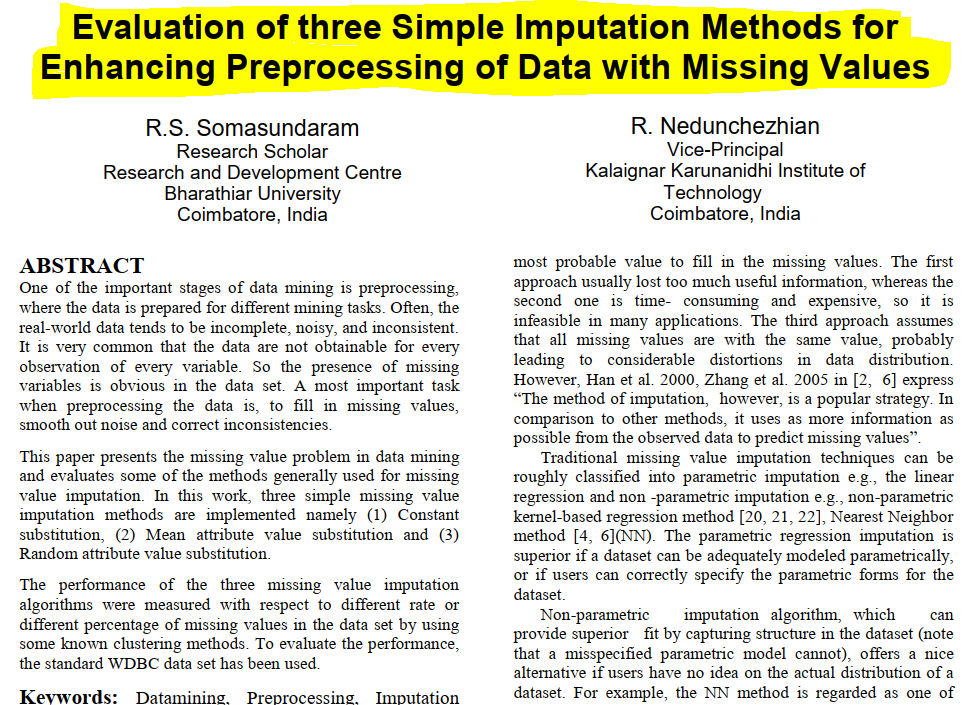 Evaluation of three Simple Imputation Methods for
Enhancing Preprocessing of Data with Missing Values
R.S. Somasundaram
Research Scholar
Research and Development Centre
Bharathiar University
Coimbatore, India
R. Nedunchezhian
Vice-Principal
Kalaignar Karunanidhi Institute of
Technology
Coimbatore, India
ABSTRACT
One of the important stages of data mining is preprocessing,
where the data is prepared for different mining tasks. Often, the
real-world data tends to be incomplete, noisy, and inconsistent.
It is very common that the data are not obtainable for every
observation of every variable. So the presence of missing
variables is obvious in the data set. A most important task
when preprocessing the data is, to fill in missing values,
smooth out noise and correct inconsistencies.
This paper presents the missing value problem in data mining
and evaluates some of the methods generally used for missing
value imputation. In this work, three simple missing value
imputation methods are implemented namely (1) Constant
substitution, (2) Mean attribute value substitution and (3)
Random attribute value substitution.
The performance of the three missing value imputation
algorithms were measured with respect to different rate or
different percentage of missing values in the data set by using
some known clustering methods. To evaluate the performance,
the standard WDBC data set has been used.
Keywords: Datamining, Preprocessing, Imputation
most probable value to fill in the missing values. The first
approach usually lost too much useful information, whereas the
second one is time- consuming and expensive, so it is
infeasible in many applications. The third approach assumes
that all missing values are with the same value, probably
leading to considerable distortions in data distribution.
However, Han et al. 2000, Zhang et al. 2005 in [2, 6] express
“The method of imputation, however, is a popular strategy. In
comparison to other methods, it uses as more information as
possible from the observed data to predict missing values”.
Traditional missing value imputation techniques can be
roughly classified into parametric imputation e.g., the linear
regression and non -parametric imputation e.g., non-parametric
kernel-based regression method [20, 21, 22], Nearest Neighbor
method [4, 6](NN). The parametric regression imputation is
superior if a dataset can be adequately modeled parametrically,
or if users can correctly specify the parametric forms for the
dataset.
Non-parametric imputation algorithm, which can
provide superior fit by capturing structure in the dataset (note
that a misspecified parametric model cannot), offers a nice
alternative if users have no idea on the actual distribution of a
dataset. For example, the NN method is regarded as one of